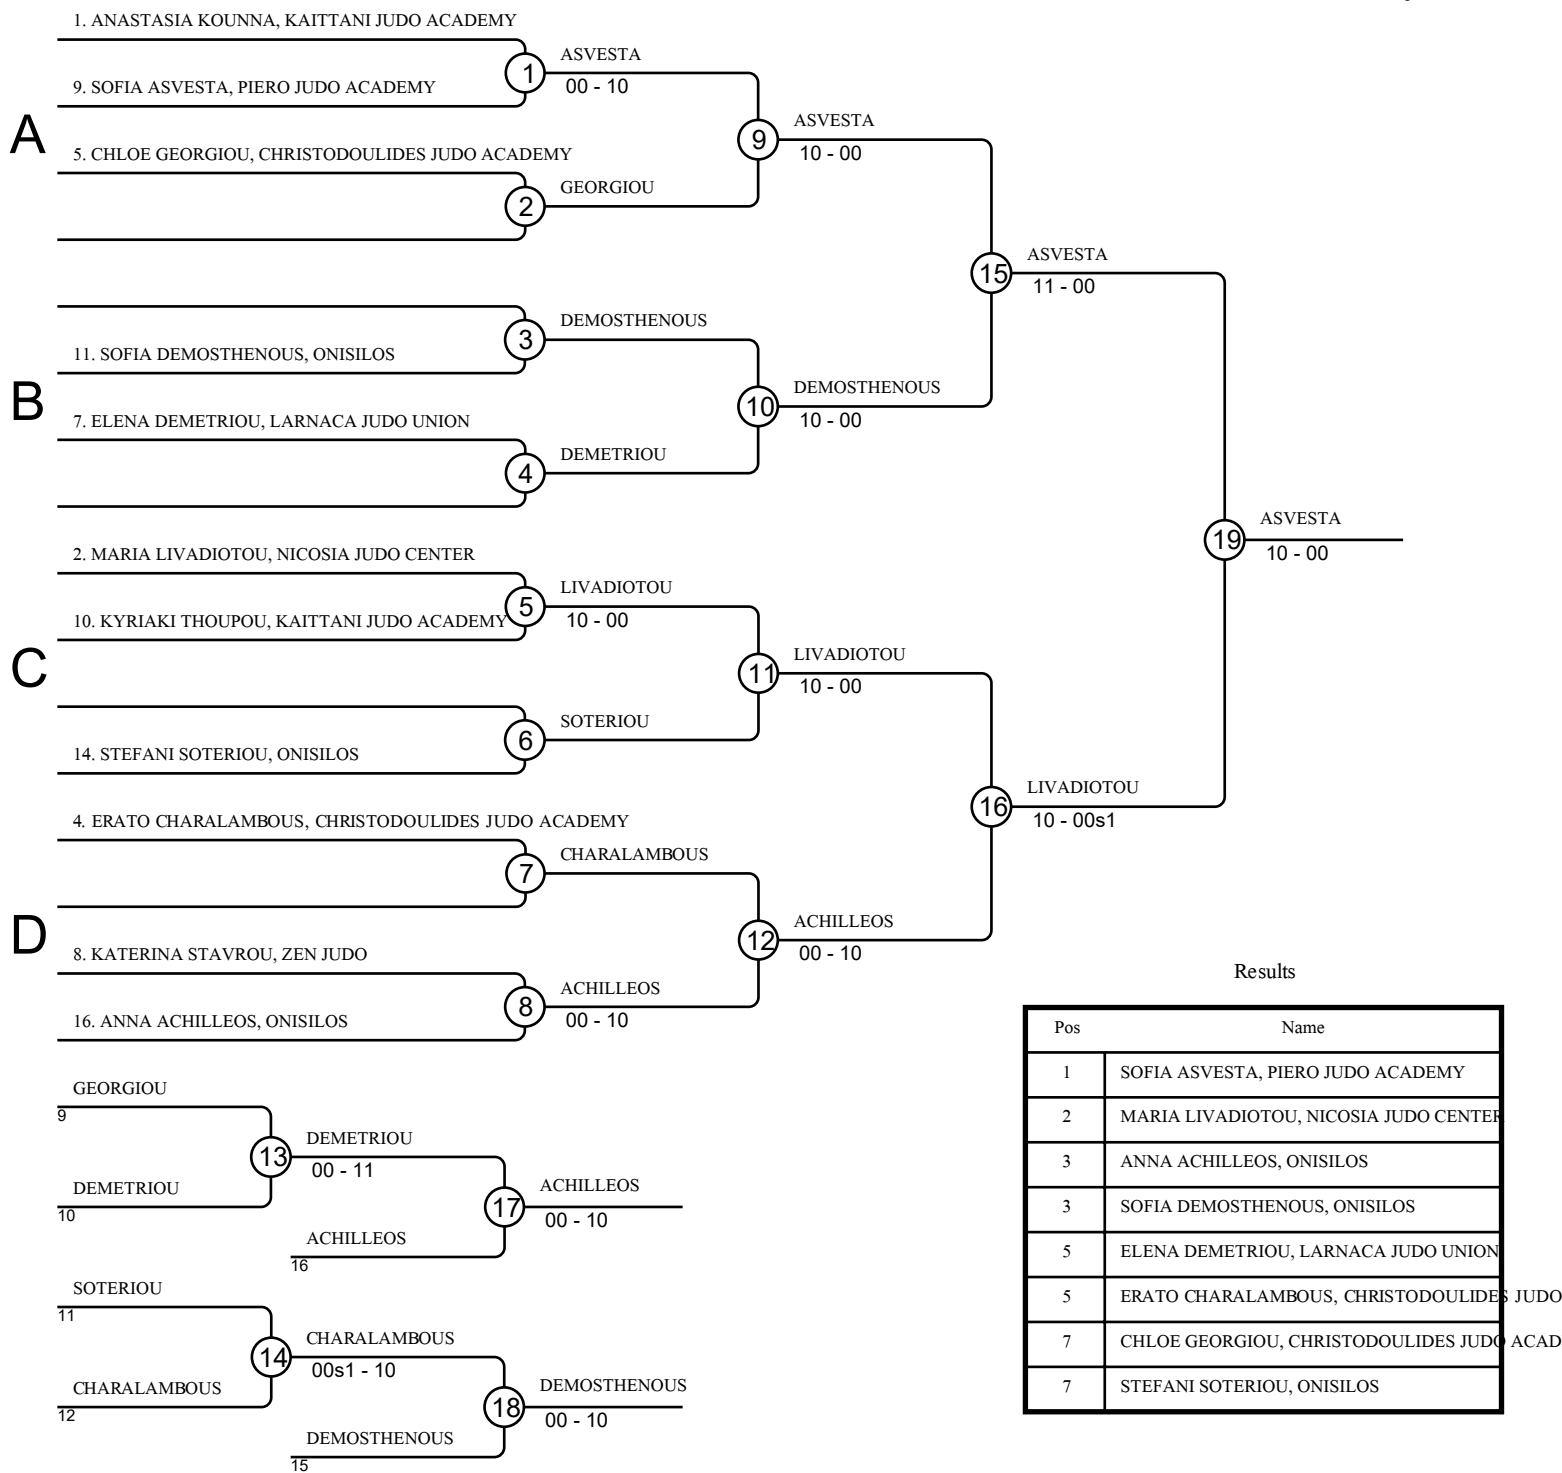 1. ANASTASIA KOUNNA, KAITTANI JUDO ACADEMY
1
ASVESTA
00 - 10
9. SOFIA ASVESTA, PIERO JUDO ACADEMY
A
9
ASVESTA
10 - 00
5. CHLOE GEORGIOU, CHRISTODOULIDES JUDO ACADEMY
2
GEORGIOU
15
ASVESTA
11 - 00
3
DEMOSTHENOUS
11. SOFIA DEMOSTHENOUS, ONISILOS
B
10
DEMOSTHENOUS
10 - 00
7. ELENA DEMETRIOU, LARNACA JUDO UNION
4
DEMETRIOU
19
ASVESTA
10 - 00
2. MARIA LIVADIOTOU, NICOSIA JUDO CENTER
5
LIVADIOTOU
10 - 00
10. KYRIAKI THOUPOU, KAITTANI JUDO ACADEMY
C
11
LIVADIOTOU
10 - 00
6
SOTERIOU
14. STEFANI SOTERIOU, ONISILOS
16
LIVADIOTOU
10 - 00s1
4. ERATO CHARALAMBOUS, CHRISTODOULIDES JUDO ACADEMY
7
CHARALAMBOUS
D
12
ACHILLEOS
00 - 10
8. KATERINA STAVROU, ZEN JUDO
8
ACHILLEOS
00 - 10
16. ANNA ACHILLEOS, ONISILOS
GEORGIOU
9
13
DEMETRIOU
00 - 11
DEMETRIOU
10
17
ACHILLEOS
00 - 10
ACHILLEOS
16
SOTERIOU
11
14
CHARALAMBOUS
00s1 - 10
CHARALAMBOUS
12
18
DEMOSTHENOUS
00 - 10
DEMOSTHENOUS
15
Results
Pos Name
1 SOFIA ASVESTA, PIERO JUDO ACADEMY
2 MARIA LIVADIOTOU, NICOSIA JUDO CENTER
3 ANNA ACHILLEOS, ONISILOS
3 SOFIA DEMOSTHENOUS, ONISILOS
5 ELENA DEMETRIOU, LARNACA JUDO UNION
5 ERATO CHARALAMBOUS, CHRISTODOULIDES JUDO
7 CHLOE GEORGIOU, CHRISTODOULIDES JUDO ACAD
7 STEFANI SOTERIOU, ONISILOS